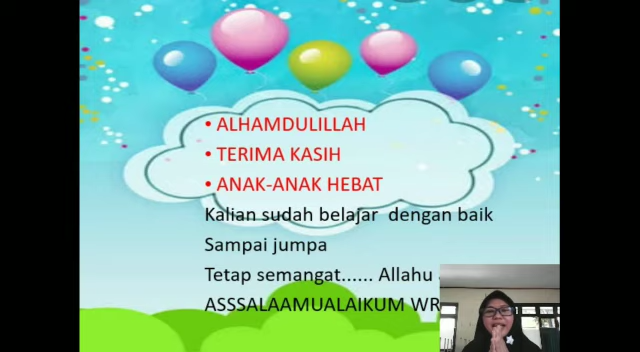 • ALHAMDULILLAH
• TERIMA KASIH
• ANAK-ANAK HEBAT
Kalian sudah belajar dengan baik
Sampai jumpa
Tetap semangat...... Allahu
ASSSALAAMUALAIKUM WR